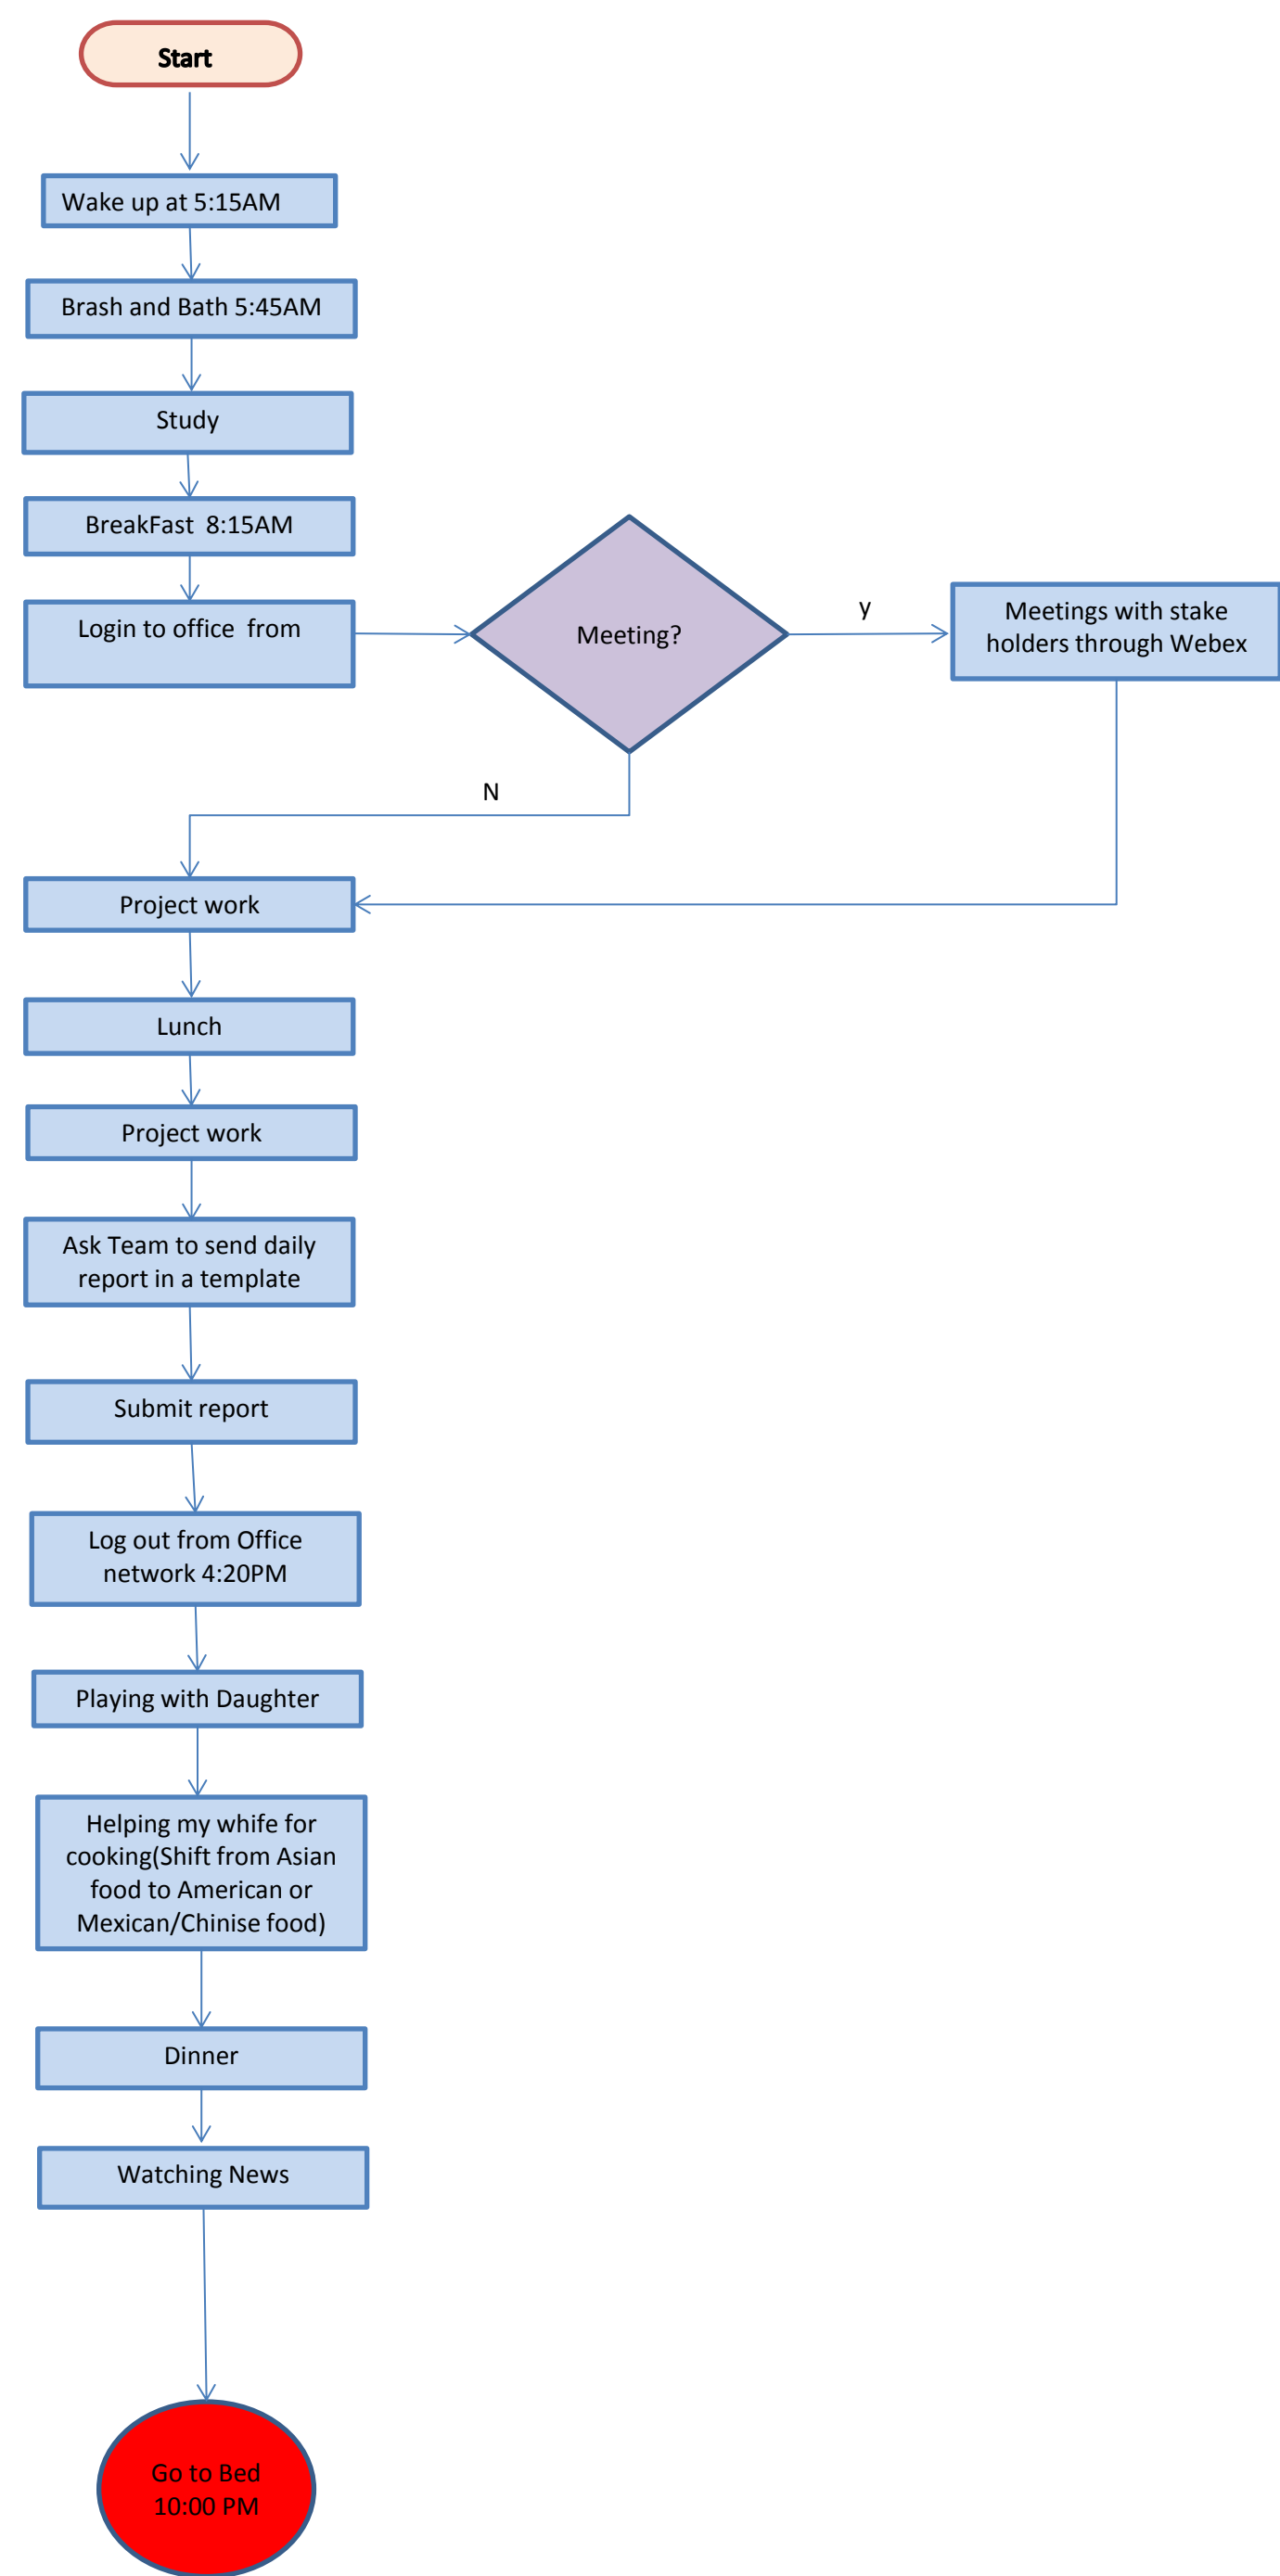 Start
Wake up at 5:15AM
Brash and Bath 5:45AM
Study
BreakFast  8:15AM
Login to office  from
Meeting?
y
Meetings with stake
holders through Webex
N
Project work
Lunch
Project work
Ask Team to send daily
report in a template
Submit report
Log out from Office
network 4:20PM
Playing with Daughter
Helping my whife for
cooking(Shift from Asian
food to American or
Mexican/Chinise food)
Dinner
Watching News
Go to Bed
10:00 PM